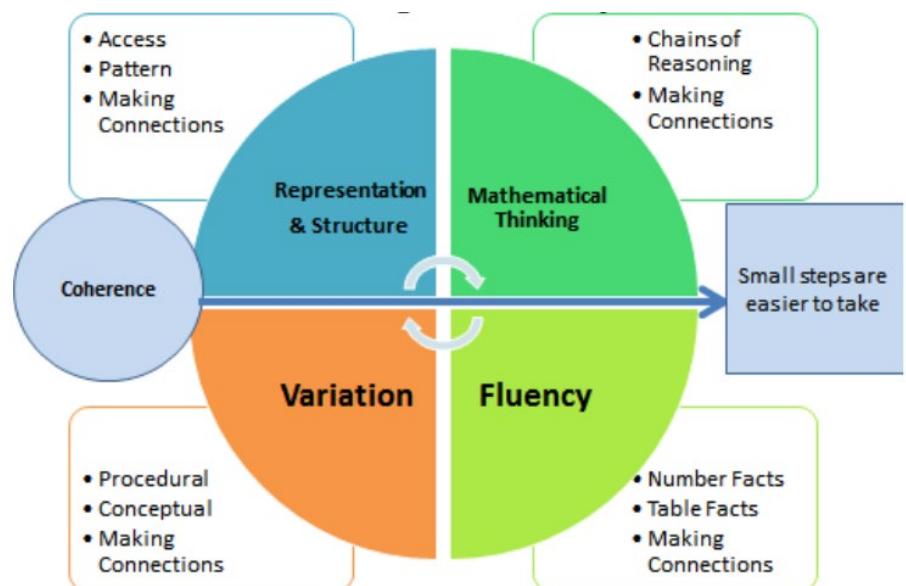 • Access
• Pattern
• Making
Connections
• Chains of
Reasoning
• Making
Connections
Representation
& Structure
Mathematical
Thinking
Coherence
Small steps are
easier to take
Variation
Fluency
• Procedural
• Conceptual
• Making
Connections
• Number Facts
• Table Facts
• Making
Connections